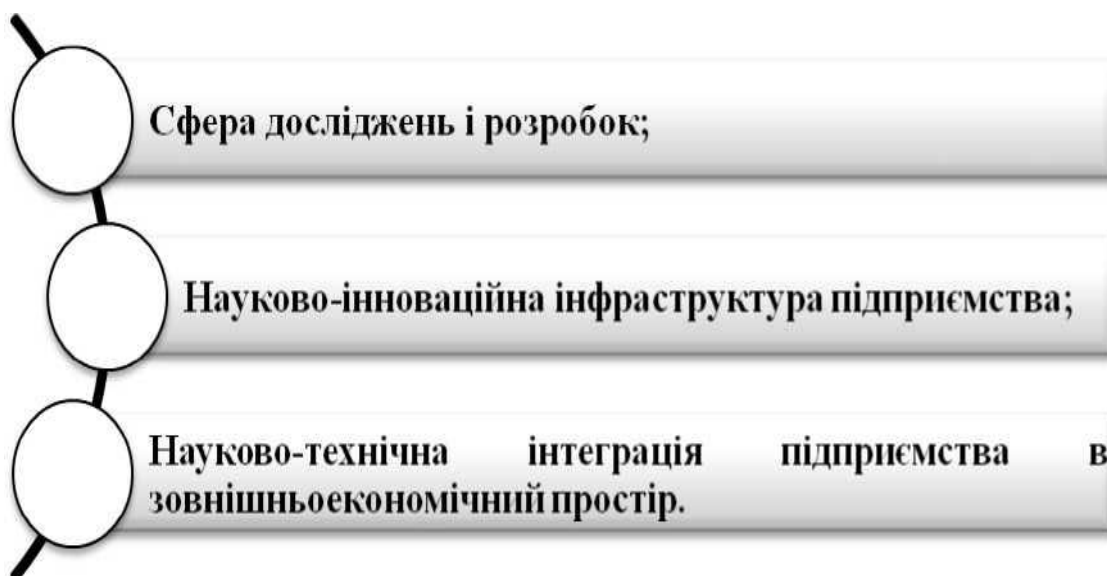 Сфера досліджень і розробок;
Науково-інноваційна інфраструктура підприємства;
Науково-технічна інтеграція підприємства в
зовнішньоекономічний простір.